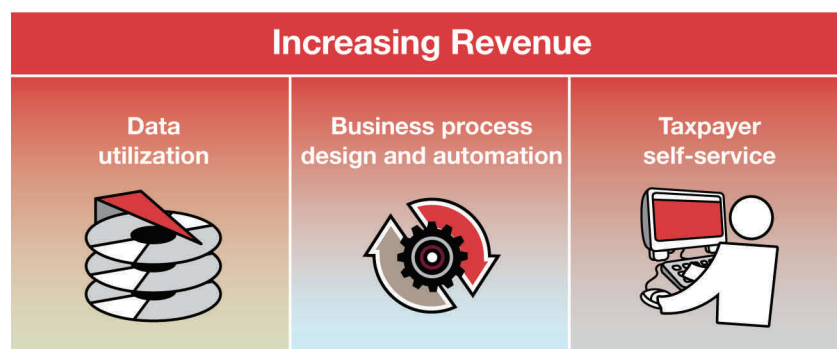 Increasing Revenue
Data
utilization
Business process
design and automation
Taxpayer
self-service